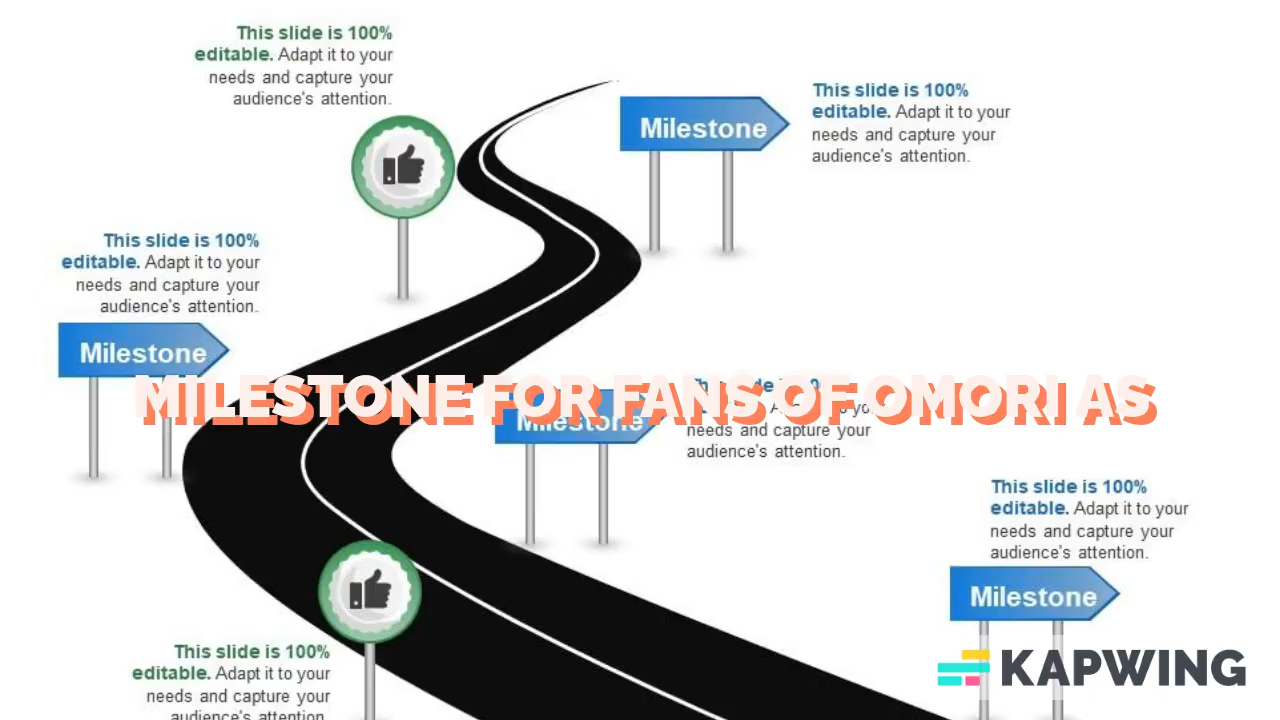 This slide is 100%
editable. Adapt it to your
needs and capture your
audience's attention.
Milestone
This slide is 100%
editable. Adapt it to your
needs and capture your
audience's attention.
This slide is 100%
editable. Adapt it to your
needs and capture your
audience's attention.
Milestone
MILESTONE FOR FANS OF OMORI AS
Milestone
needs and capture your
audience's attention.
This slide is 100%
editable. Adapt it to your
needs and capture your
audience's attention.
Milestone
KAPWING
This slide is 100%
editable. Adapt it to your
needs and capture your
audience's attention.